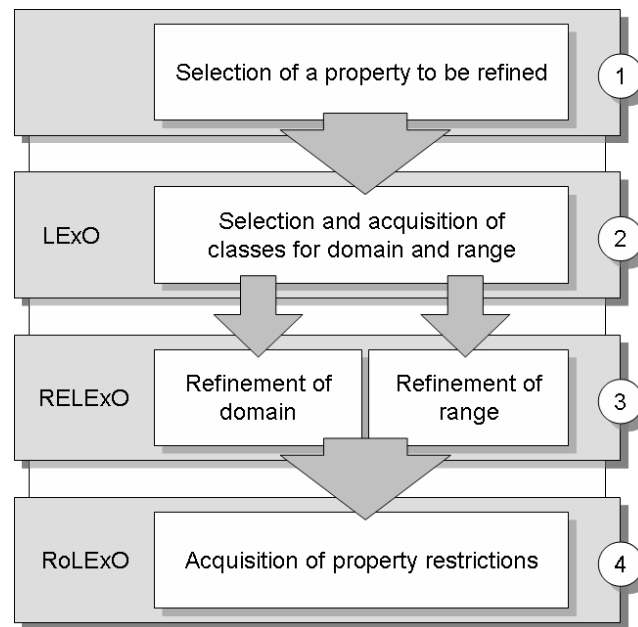 Selection of a property to be refined
1
LExO
Selection and acquisition of
classes for domain and range
2
RELExO
Refinement of
domain
Refinement of
range
3
RoLExO
Acquisition of property restrictions
4